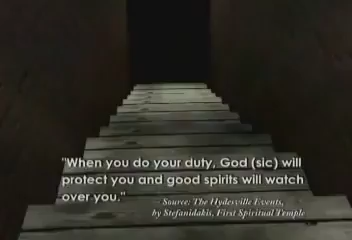 "When you do your duty, God (sic) will
protect you and good spirits will watch
over you."
- Source: The Hydesville Events,
by Stefanidakis, First Spiritual Temple